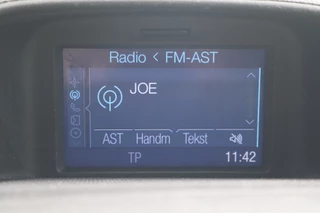 Radio < FM-AST
JOE
AST Handm Tekst
TP 11:42